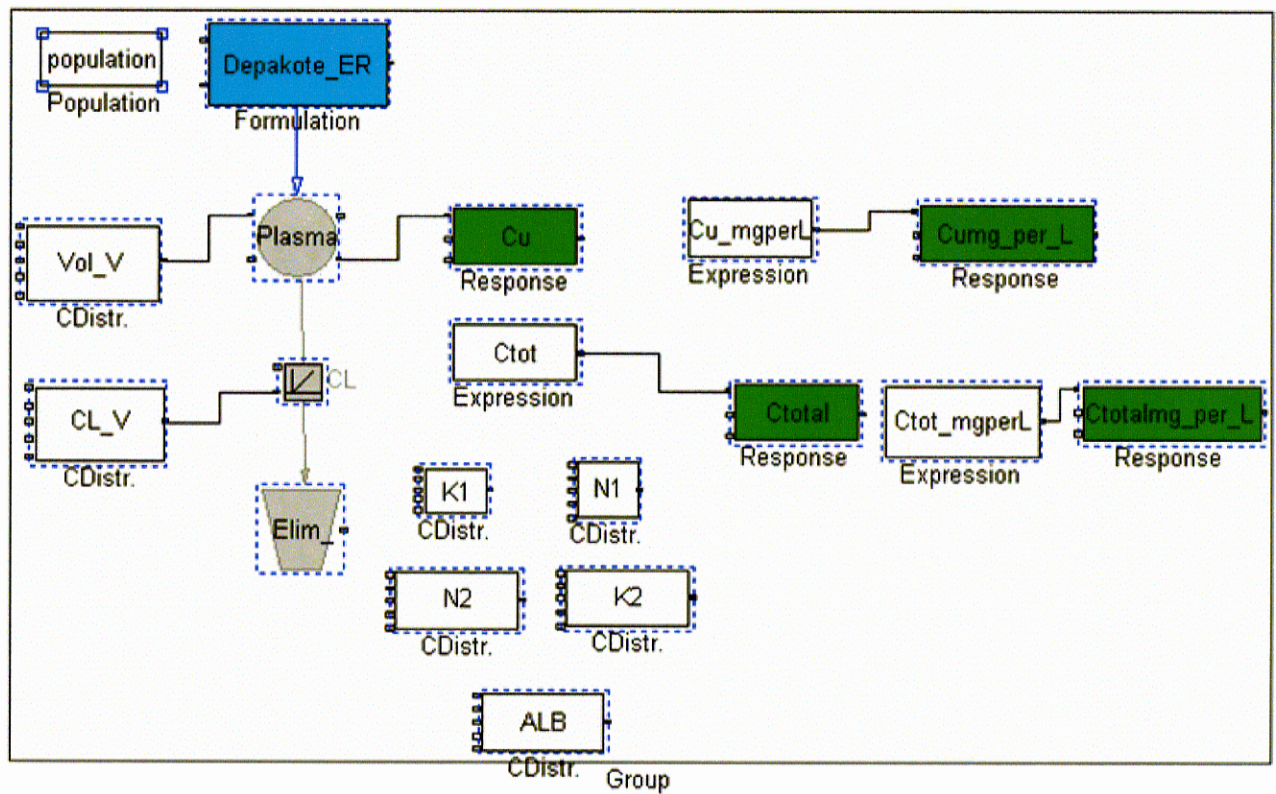 population
Population
Depakote_ER
Formulation
Plasma
Vol_V
CDistr.
Cu
Response
Cu_mgperL
Expression
Cumg_per_L
Response
Ctot
Expression
CL
CL_V
CDistr.
Ctotal
Response
Ctot_mgperL
Expression
Ctotalmg_per_L
Response
K1
CDistr.
N1
CDistr.
Elim_
N2
CDistr.
K2
CDistr.
ALB
CDistr.
Group